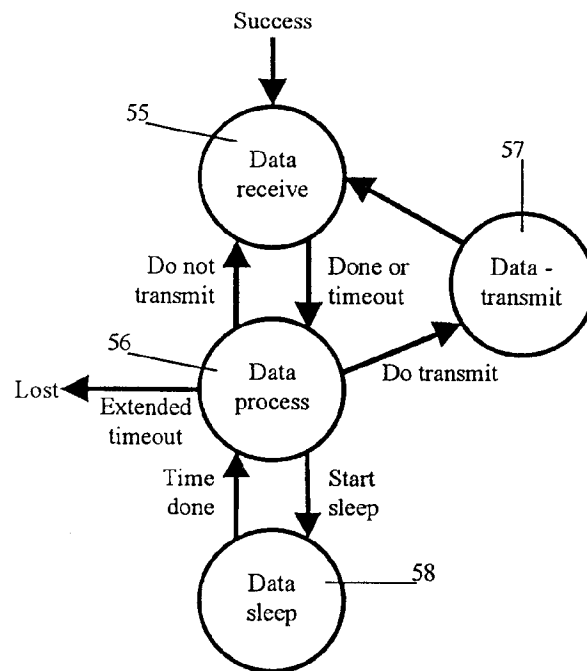 Success
55
Data
receive
57
Data -
transmit
Do not
transmit
Done or
timeout
56
Data
process
Do transmit
Lost
Extended
timeout
Time
done
Start
sleep
Data
sleep
58